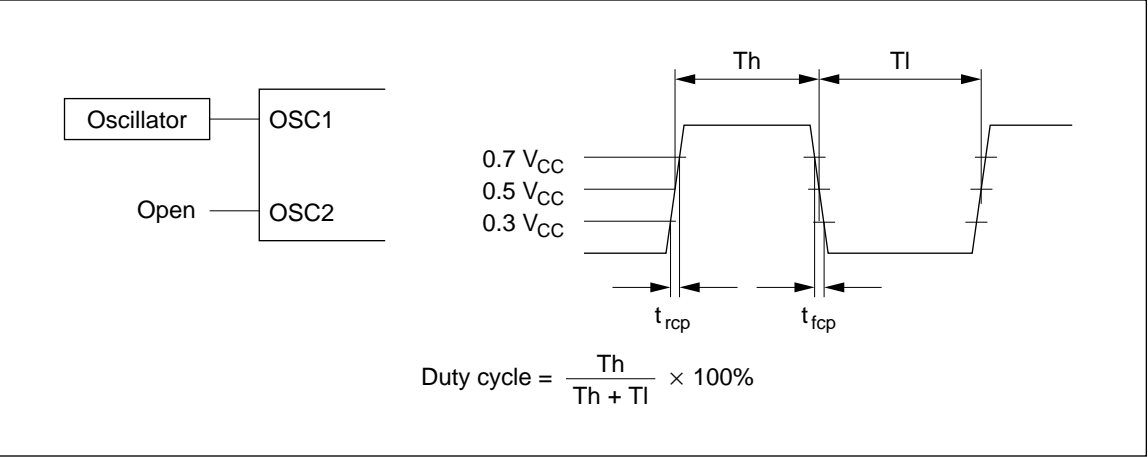 Th Tl
Oscillator OSC1
0.7 VCC
0.5 VCC
Open OSC2
0.3 VCC
trcp tfcp
Duty cycle = Th / Th + Tl × 100%